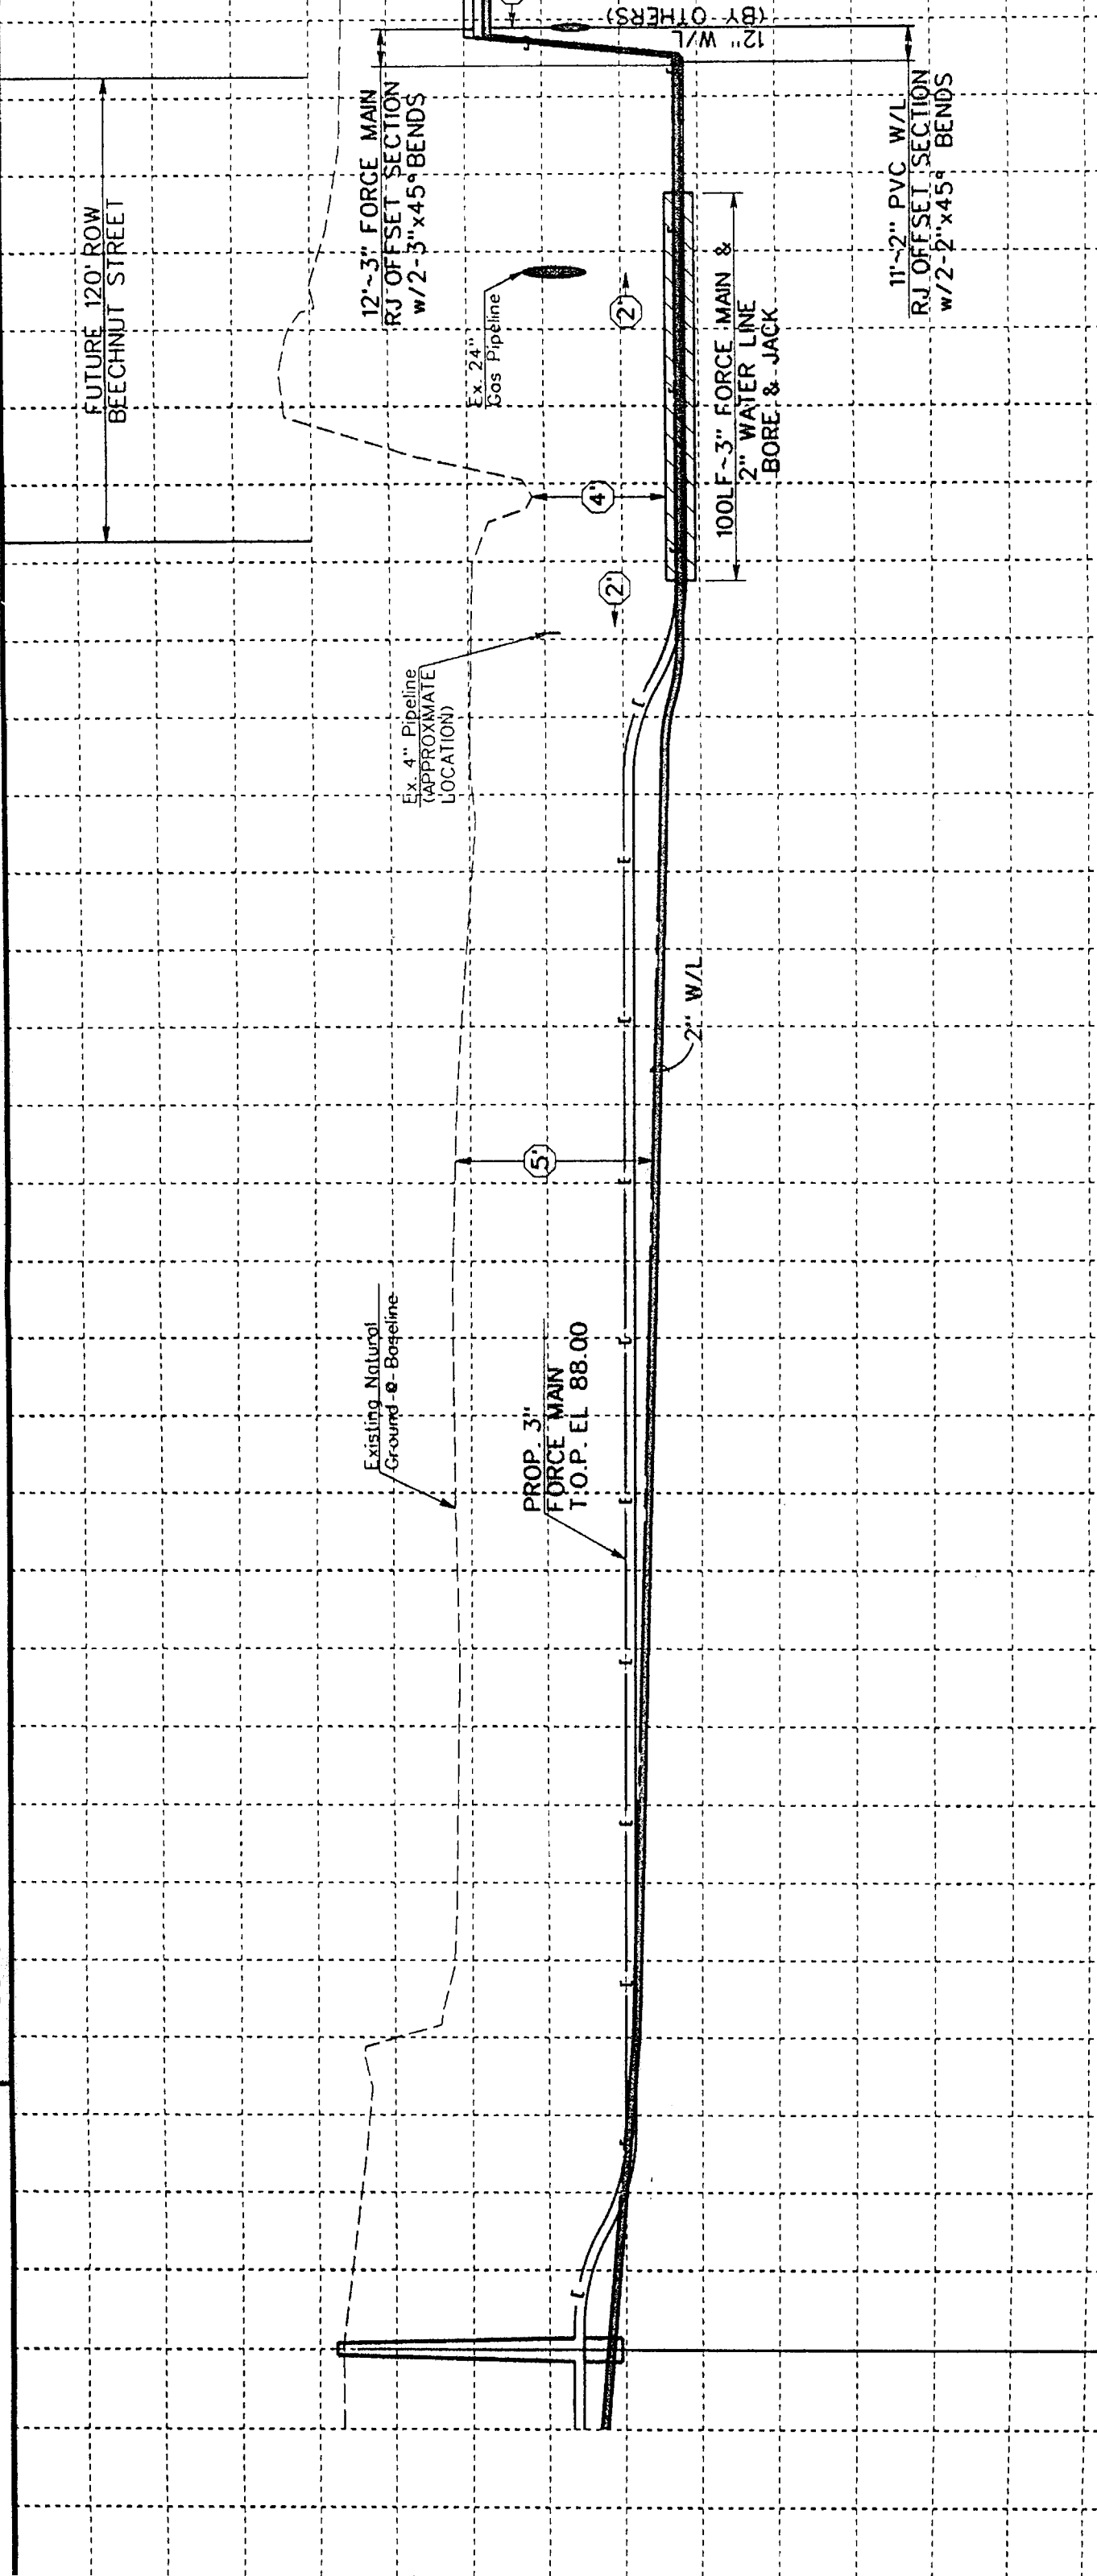 FUTURE 120' ROW
BEECHNUT STREET
12'~3" FORCE MAIN
RJ OFFSET SECTION
w/2-3"x45° BENDS
12" W/L
(BY OTHERS)
Ex. 24"
Gas Pipeline
2'
4'
2'
11'~2" PVC W/L
RJ OFFSET SECTION
w/2-2"x45° BENDS
100LF~3" FORCE MAIN &
2" WATER LINE
BORE & JACK
Ex. 4" Pipeline
(APPROXIMATE
LOCATION)
2" W/L
5'
Existing Natural
Ground @ Baseline
PROP. 3"
FORCE MAIN
T.O.P. EL 88.00